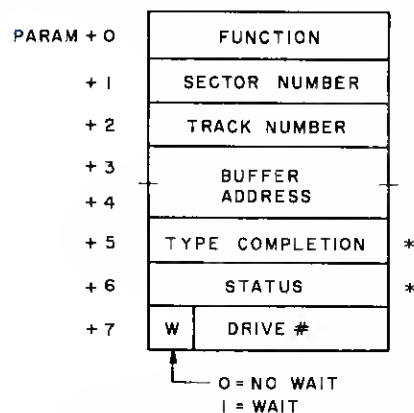 PARAM + 0 FUNCTION
+ 1 SECTOR NUMBER
+ 2 TRACK NUMBER
+ 3 BUFFER
+ 4 ADDRESS
+ 5 TYPE COMPLETION *
+ 6 STATUS *
+ 7 W DRIVE #
0 = NO WAIT
1 = WAIT